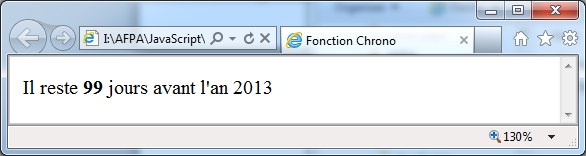 I:\AFPA\JavaScript\
Fonction Chrono
Il reste 99 jours avant l'an 2013
130%